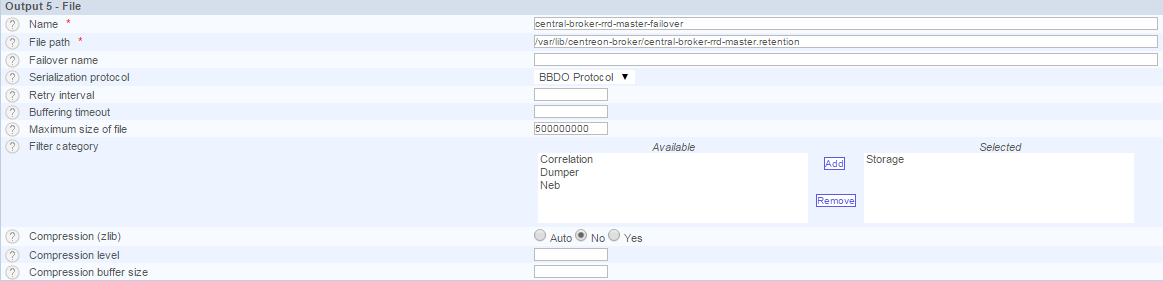 Output 5 - File
? Name * central-broker-rrd-master-failover
? File path * /var/lib/centreon-broker/central-broker-rrd-master.retention
? Failover name
? Serialization protocol BBDO Protocol ▼
? Retry interval
? Buffering timeout
? Maximum size of file 500000000
? Filter category Available Selected
Correlation Add Storage
Dumper
Neb
Remove
? Compression (zlib) Auto No Yes
? Compression level
? Compression buffer size